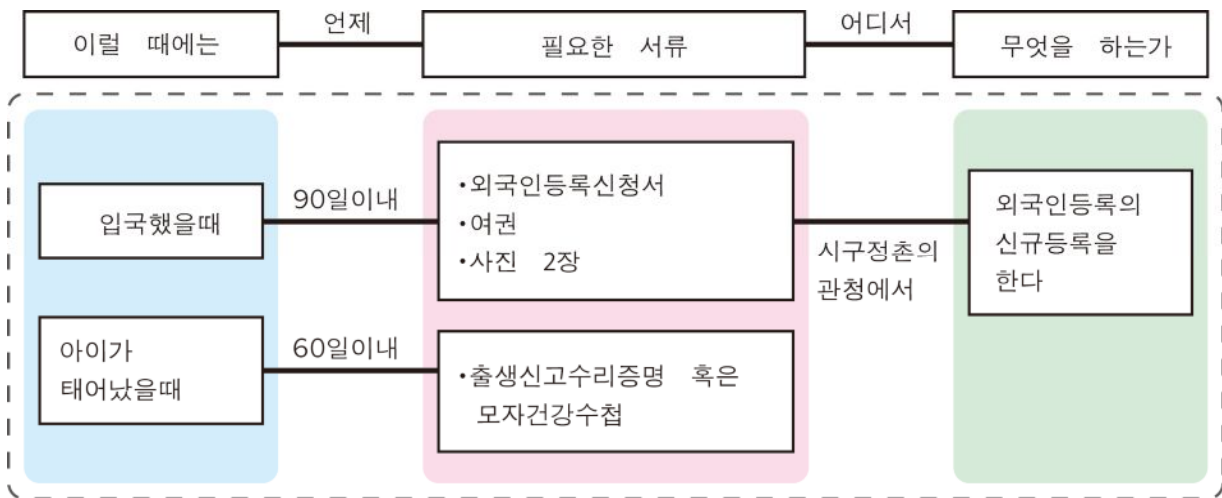 이럴 때에는
언제
필요한 서류
어디서
무엇을 하는가
입국했을때
90일이내
•외국인등록신청서
•여권
•사진 2장
시구정촌의
관청에서
외국인등록의
신규등록을
한다
아이가
태어났을때
60일이내
•출생신고수리증명 혹은
모자건강수첩